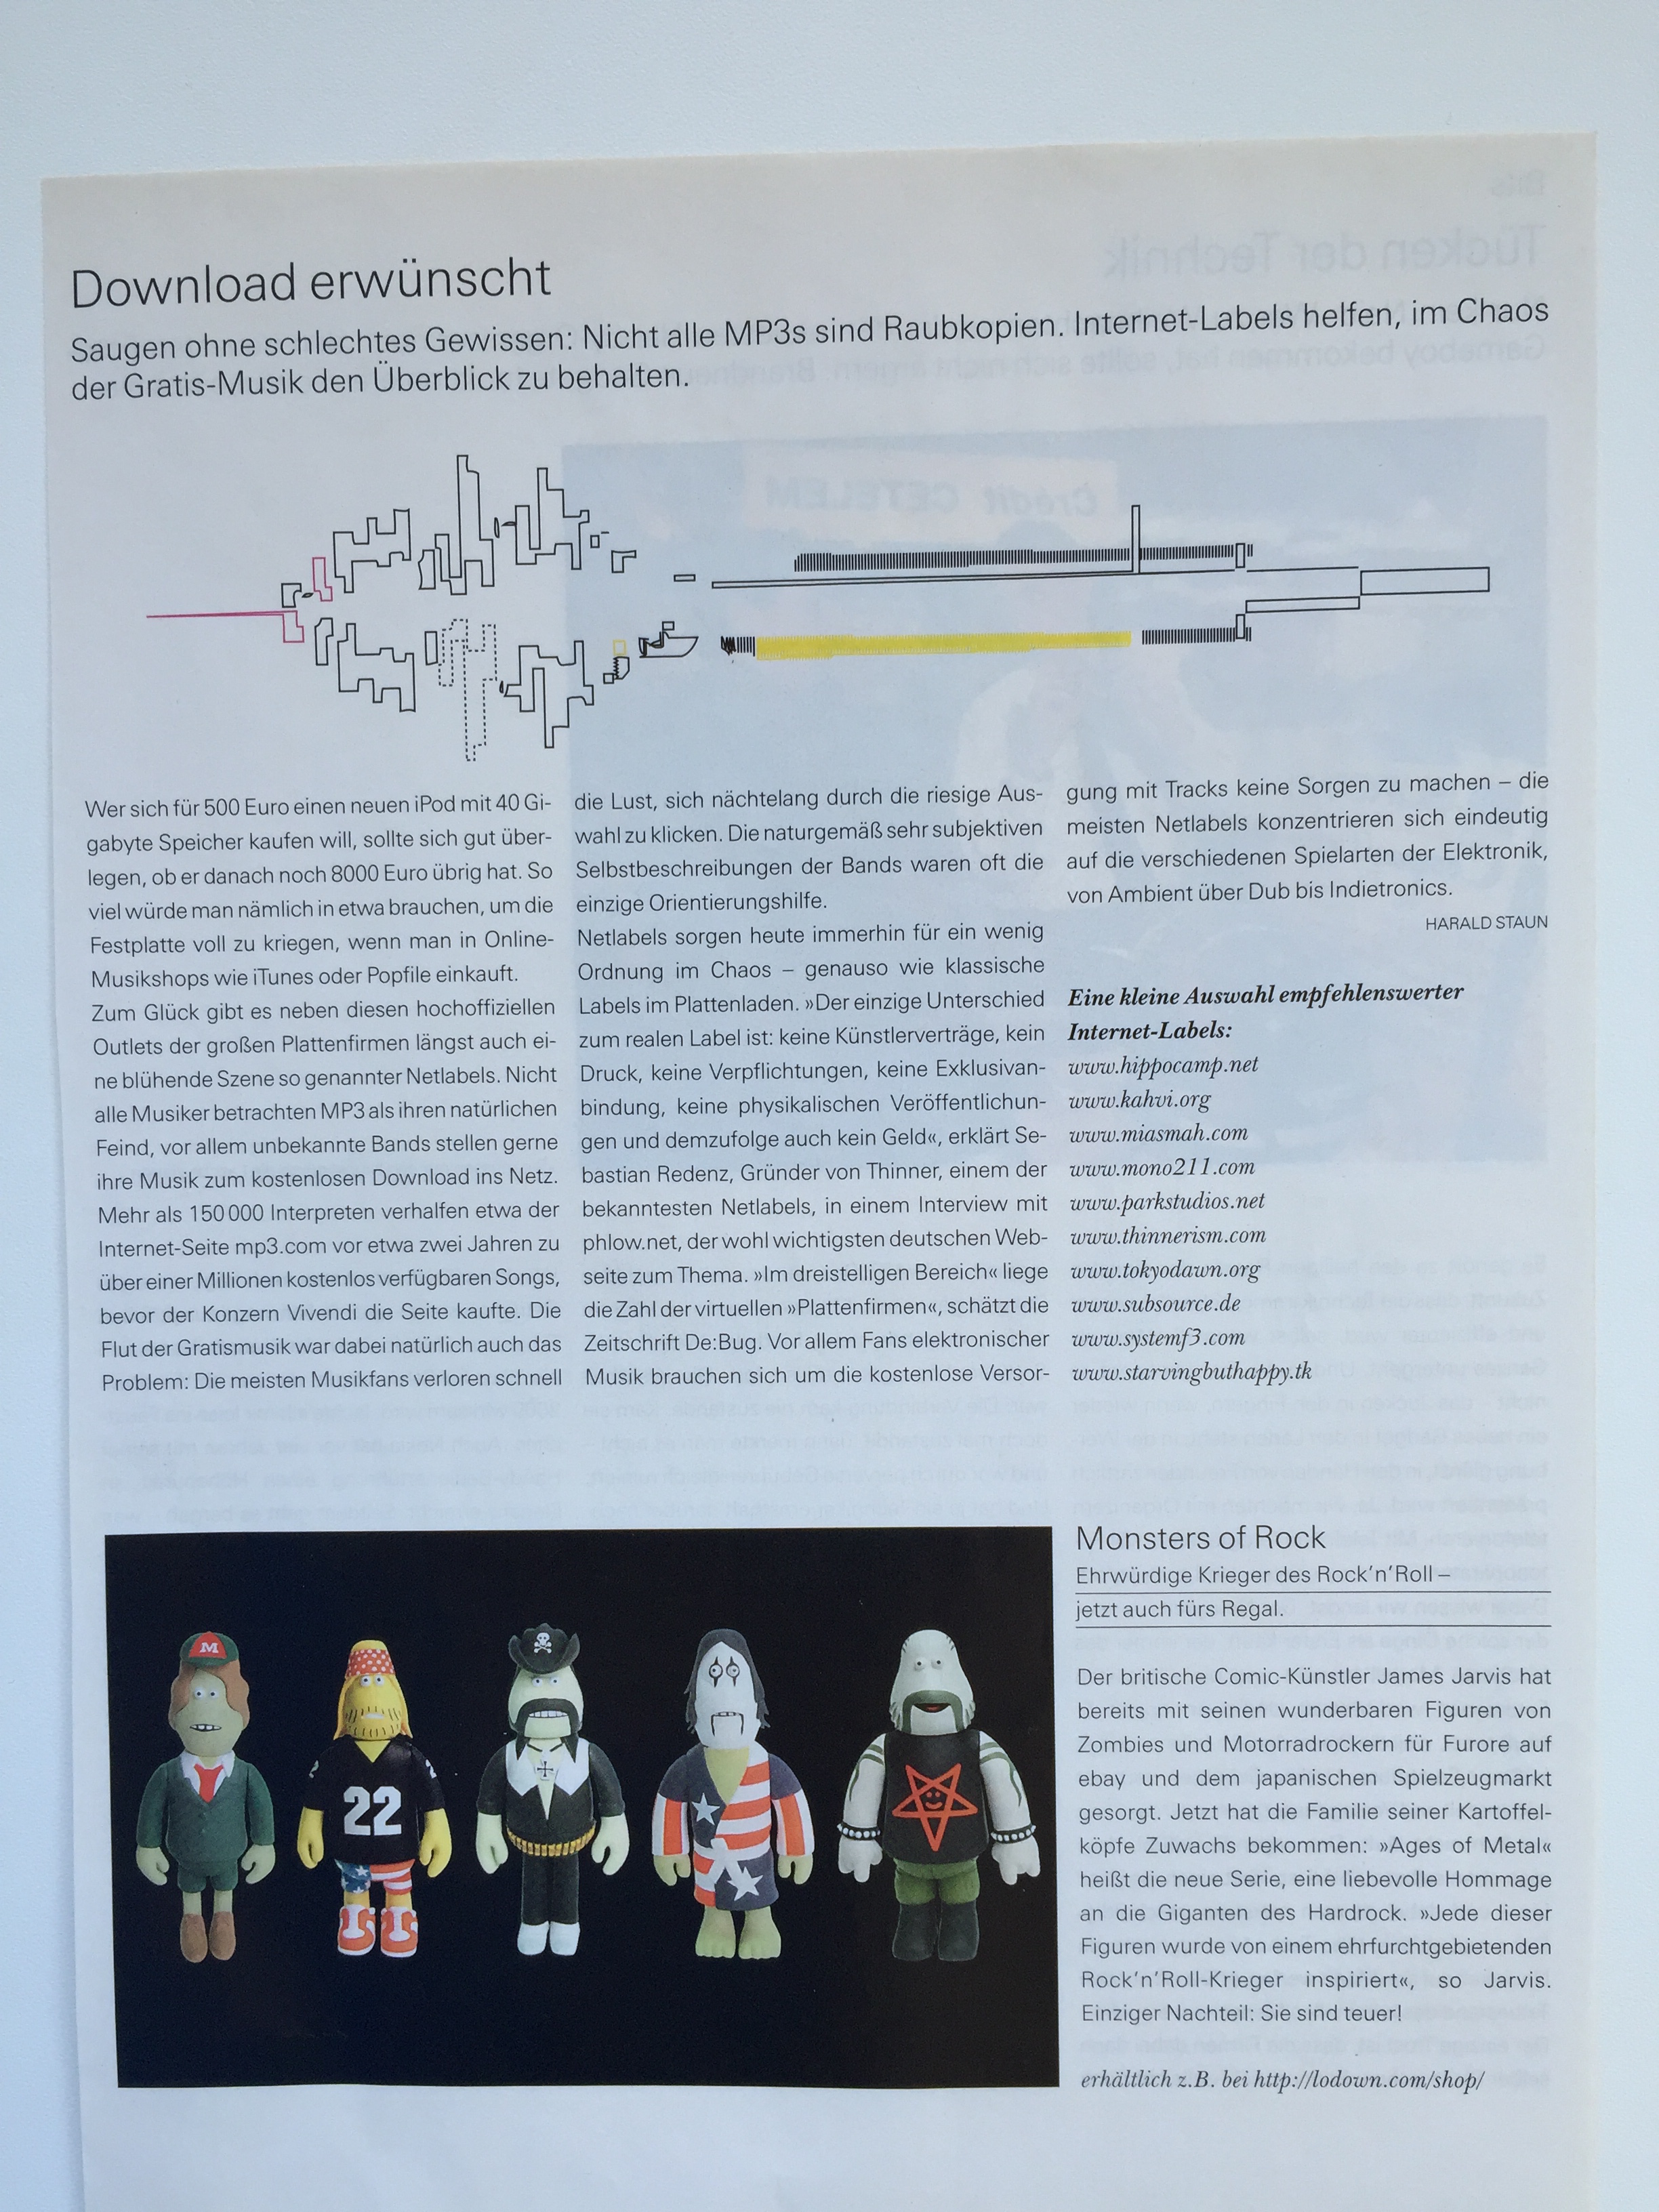 Download erwünscht
Saugen ohne schlechtes Gewissen: Nicht alle MP3s sind Raubkopien. Internet-Labels helfen, im Chaos
der Gratis-Musik den Überblick zu behalten.
Wer sich für 500 Euro einen neuen iPod mit 40 Gi-
gabyte Speicher kaufen will, sollte sich gut über-
legen, ob er danach noch 8000 Euro übrig hat. So
viel würde man nämlich in etwa brauchen, um die
Festplatte voll zu kriegen, wenn man in Online-
Musikshops wie iTunes oder Popfile einkauft.
Zum Glück gibt es neben diesen hochoffiziellen
Outlets der großen Plattenfirmen längst auch ei-
ne blühende Szene so genannter Netlabels. Nicht
alle Musiker betrachten MP3 als ihren natürlichen
Feind, vor allem unbekannte Bands stellen gerne
ihre Musik zum kostenlosen Download ins Netz.
Mehr als 150 000 Interpreten verhalfen etwa der
Internet-Seite mp3.com vor etwa zwei Jahren zu
über einer Millionen kostenlos verfügbaren Songs,
bevor der Konzern Vivendi die Seite kaufte. Die
Flut der Gratismusik war dabei natürlich auch das
Problem: Die meisten Musikfans verloren schnell
die Lust, sich nächtelang durch die riesige Aus-
wahl zu klicken. Die naturgemäß sehr subjektiven
Selbstbeschreibungen der Bands waren oft die
einzige Orientierungshilfe.
Netlabels sorgen heute immerhin für ein wenig
Ordnung im Chaos – genauso wie klassische
Labels im Plattenladen. »Der einzige Unterschied
zum realen Label ist: keine Künstlerverträge, kein
Druck, keine Verpflichtungen, keine Exklusivan-
bindung, keine physikalischen Veröffentlichun-
gen und demzufolge auch kein Geld«, erklärt Se-
bastian Redenz, Gründer von Thinner, einem der
bekanntesten Netlabels, in einem Interview mit
phlow.net, der wohl wichtigsten deutschen Web-
seite zum Thema. »Im dreistelligen Bereich« liege
die Zahl der virtuellen »Plattenfirmen«, schätzt die
Zeitschrift De:Bug. Vor allem Fans elektronischer
Musik brauchen sich um die kostenlose Versor-
gung mit Tracks keine Sorgen zu machen – die
meisten Netlabels konzentrieren sich eindeutig
auf die verschiedenen Spielarten der Elektronik,
von Ambient über Dub bis Indietronics.
HARALD STAUN
Eine kleine Auswahl empfehlenswerter
Internet-Labels:
www.hippocamp.net
www.kahvi.org
www.miasmah.com
www.mono211.com
www.parkstudios.net
www.thinnerism.com
www.tokyodawn.org
www.subsource.de
www.systemf3.com
www.starvingbuthappy.tk
M
22
Monsters of Rock
Ehrwürdige Krieger des Rock'n'Roll –
jetzt auch fürs Regal.
Der britische Comic-Künstler James Jarvis hat
bereits mit seinen wunderbaren Figuren von
Zombies und Motorradrockern für Furore auf
ebay und dem japanischen Spielzeugmarkt
gesorgt. Jetzt hat die Familie seiner Kartoffel-
köpfe Zuwachs bekommen: »Ages of Metal«
heißt die neue Serie, eine liebevolle Hommage
an die Giganten des Hardrock. »Jede dieser
Figuren wurde von einem ehrfurchtgebietenden
Rock'n'Roll-Krieger inspiriert«, so Jarvis.
Einziger Nachteil: Sie sind teuer!
erhältlich z.B. bei http://lodown.com/shop/